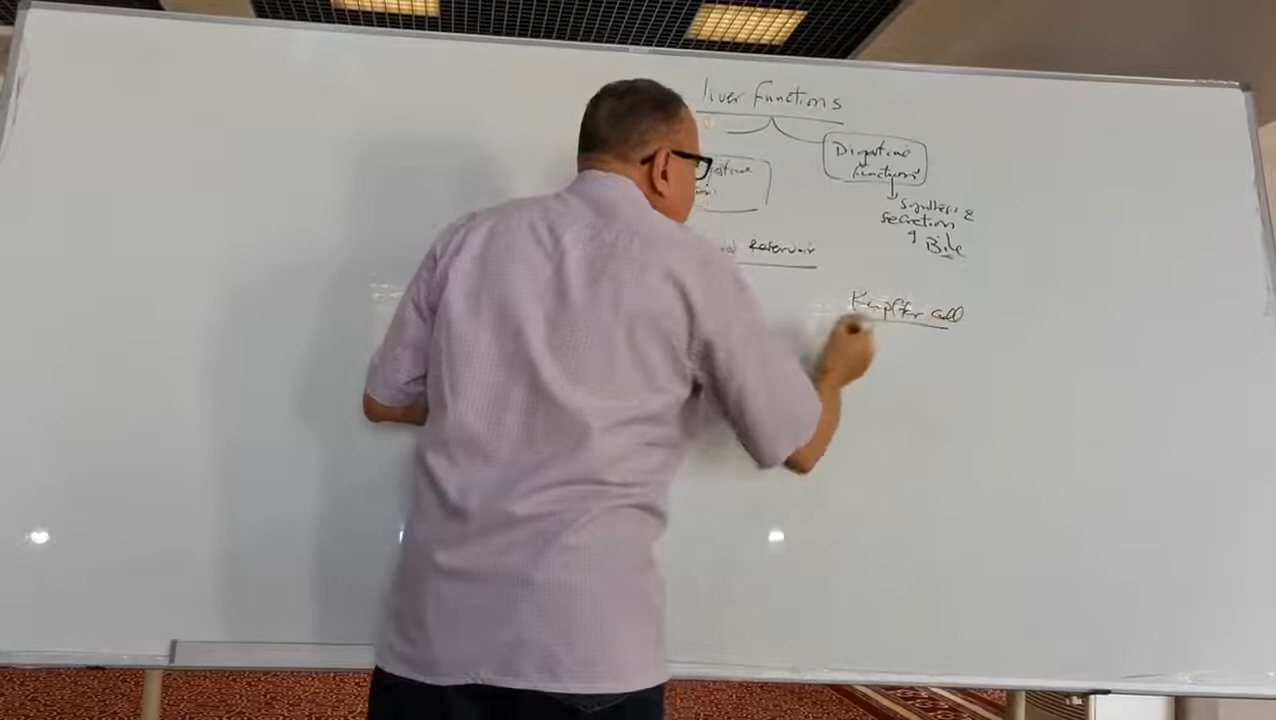 liver Functions
Digestive
Functions
Synthesis &
Secretion
of Bile
Reservoir
Kupffer Cell